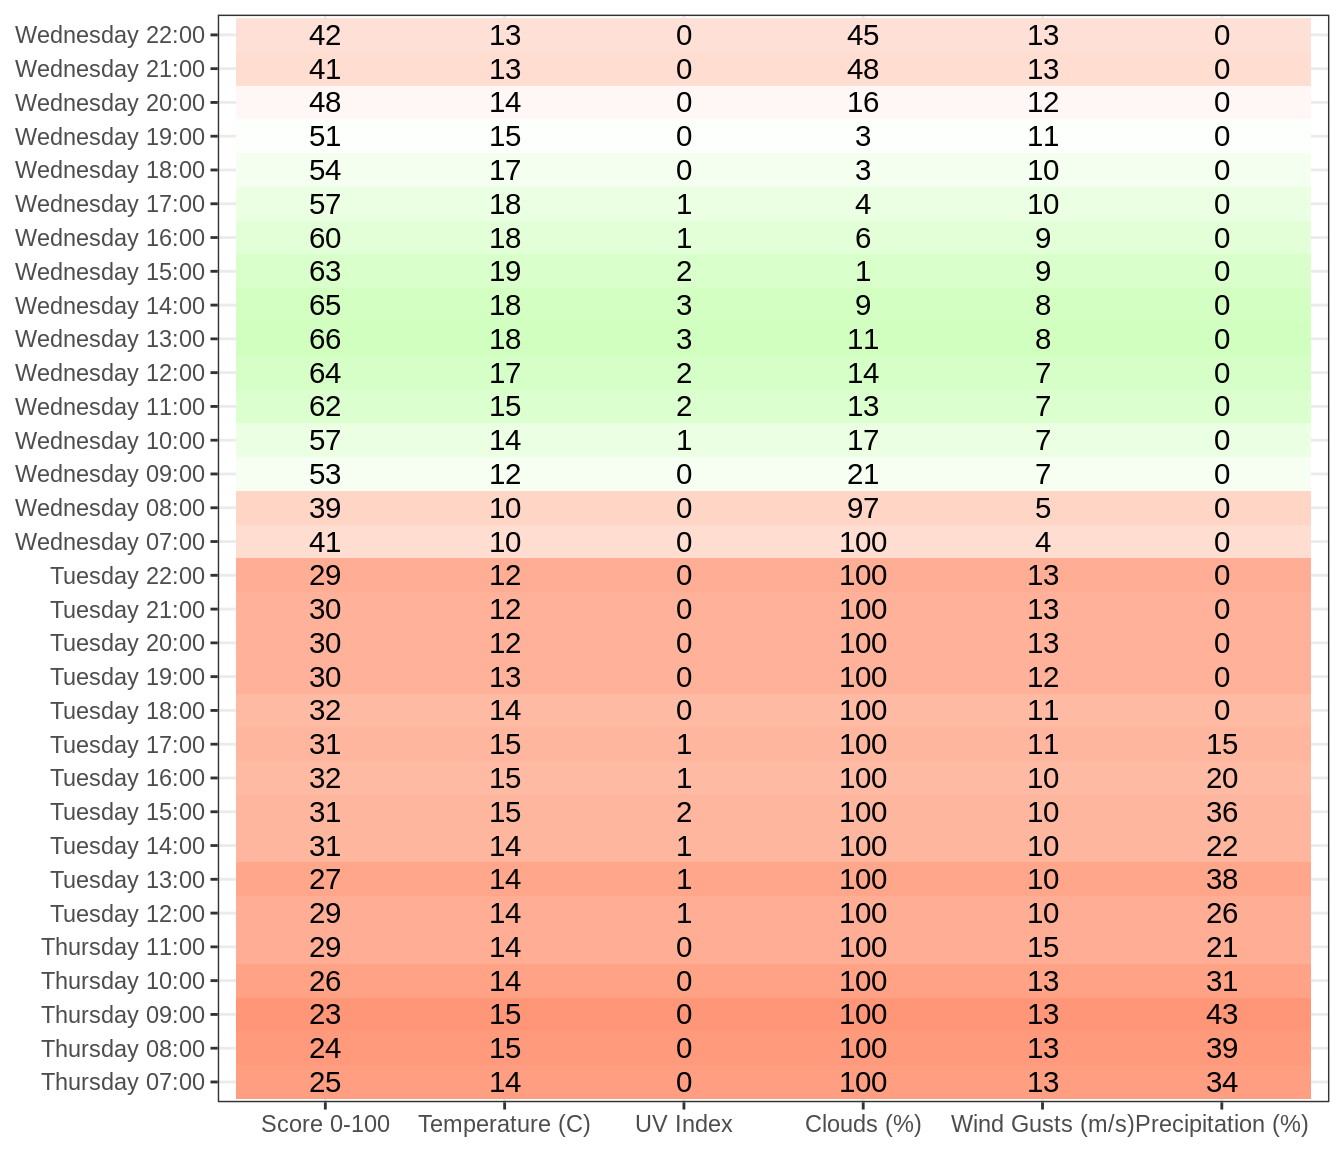 Wednesday 22:00 42 13 0 45 13 0
Wednesday 21:00 41 13 0 48 13 0
Wednesday 20:00 48 14 0 16 12 0
Wednesday 19:00 51 15 0 3 11 0
Wednesday 18:00 54 17 0 3 10 0
Wednesday 17:00 57 18 1 4 10 0
Wednesday 16:00 60 18 1 6 9 0
Wednesday 15:00 63 19 2 1 9 0
Wednesday 14:00 65 18 3 9 8 0
Wednesday 13:00 66 18 3 11 8 0
Wednesday 12:00 64 17 2 14 7 0
Wednesday 11:00 62 15 2 13 7 0
Wednesday 10:00 57 14 1 17 7 0
Wednesday 09:00 53 12 0 21 7 0
Wednesday 08:00 39 10 0 97 5 0
Wednesday 07:00 41 10 0 100 4 0
Tuesday 22:00 29 12 0 100 13 0
Tuesday 21:00 30 12 0 100 13 0
Tuesday 20:00 30 12 0 100 13 0
Tuesday 19:00 30 13 0 100 12 0
Tuesday 18:00 32 14 0 100 11 0
Tuesday 17:00 31 15 1 100 11 15
Tuesday 16:00 32 15 1 100 10 20
Tuesday 15:00 31 15 2 100 10 36
Tuesday 14:00 31 14 1 100 10 22
Tuesday 13:00 27 14 1 100 10 38
Tuesday 12:00 29 14 1 100 10 26
Thursday 11:00 29 14 0 100 15 21
Thursday 10:00 26 14 0 100 13 31
Thursday 09:00 23 15 0 100 13 43
Thursday 08:00 24 15 0 100 13 39
Thursday 07:00 25 14 0 100 13 34
Score 0-100 Temperature (C) UV Index Clouds (%) Wind Gusts (m/s) Precipitation (%)